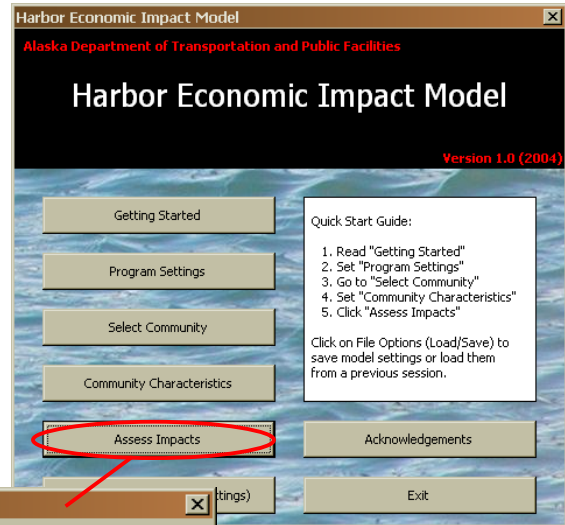 Harbor Economic Impact Model
Alaska Department of Transportation and Public Facilities
Harbor Economic Impact Model
Version 1.0 (2004)
Getting Started
Program Settings
Select Community
Community Characteristics
Assess Impacts
Quick Start Guide:
1. Read "Getting Started"
2. Set "Program Settings"
3. Go to "Select Community"
4. Set "Community Characteristics"
5. Click "Assess Impacts"
Click on File Options (Load/Save) to
save model settings or load them
from a previous session.
Acknowledgements
ttings)
Exit